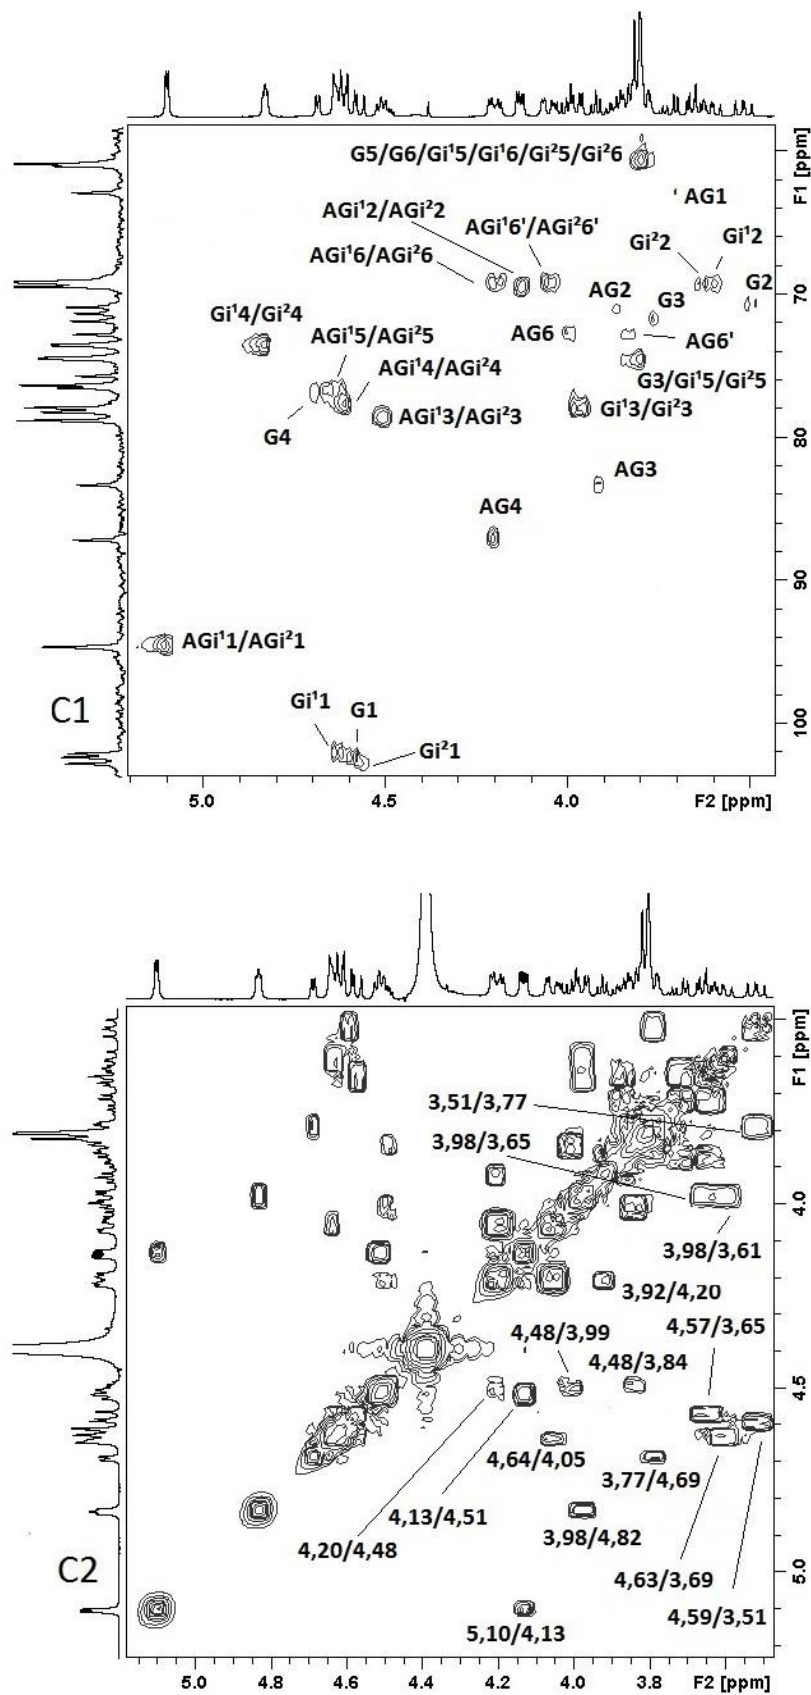 G5/G6/Gi¹5/Gi¹6/Gi²5/Gi²6
AG1
AGi¹2/AGi²2
AGi¹6'/AGi²6'
Gi²2
Gi¹2
AGi¹6/AGi²6
AG2
G3
G2
Gi¹4/Gi²4
AGi¹5/AGi²5
AG6
AG6'
AGi¹4/AGi²4
G3/Gi¹5/Gi²5
G4
AGi¹3/AGi²3
Gi¹3/Gi²3
AG3
AG4
AGi¹1/AGi²1
C1
Gi¹1
G1
Gi²1
F1 [ppm]
70
80
90
100
5.0
4.5
4.0
F2 [ppm]
F1 [ppm]
4.0
4.5
5.0
3,51/3,77
3,98/3,65
3,98/3,61
3,92/4,20
4,48/3,99
4,57/3,65
4,48/3,84
4,64/4,05
3,77/4,69
4,13/4,51
3,98/4,82
4,20/4,48
4,63/3,69
4,59/3,51
5,10/4,13
C2
5.0
4.8
4.6
4.4
4.2
4.0
3.8
F2 [ppm]